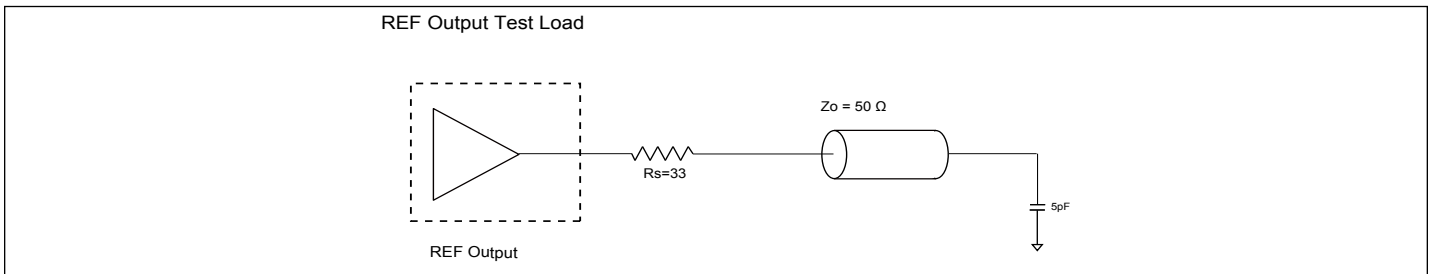 REF Output Test Load
Zo = 50 Ω
Rs=33
5pF
REF Output